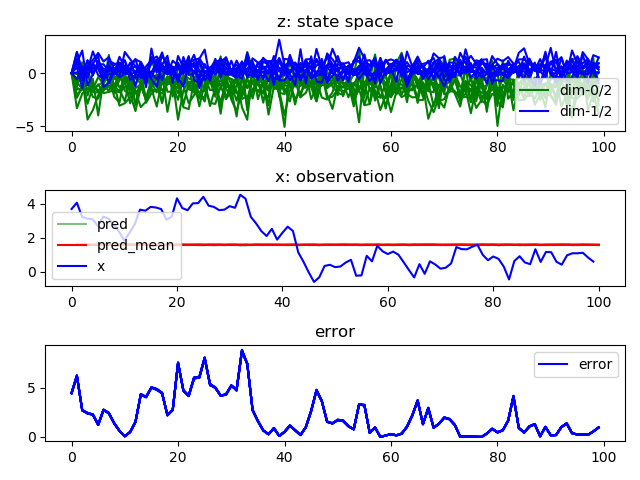 z: state space
0
−5
dim-0/2
dim-1/2
0
20
40
60
80
100
x: observation
4
2
0
pred
pred_mean
x
0
20
40
60
80
100
error
5
0
error
0
20
40
60
80
100